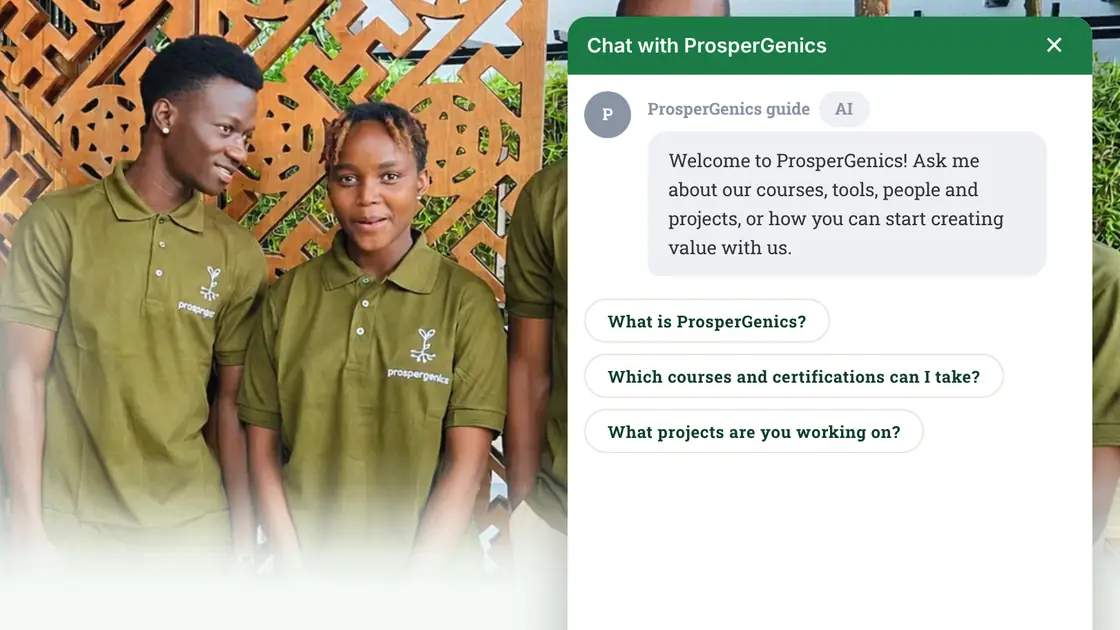 prospergenics
prospergenics
Chat with ProsperGenics
P
ProsperGenics guide
AI
Welcome to ProsperGenics! Ask me
about our courses, tools, people and
projects, or how you can start creating
value with us.
What is ProsperGenics?
Which courses and certifications can I take?
What projects are you working on?